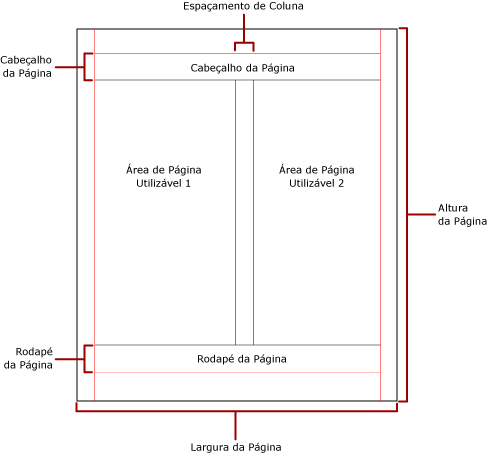 Espaçamento de Coluna
Cabeçalho
da Página
Cabeçalho da Página
Área de Página
Utilizável 1
Área de Página
Utilizável 2
Altura
da Página
Rodapé
da Página
Rodapé da Página
Largura da Página